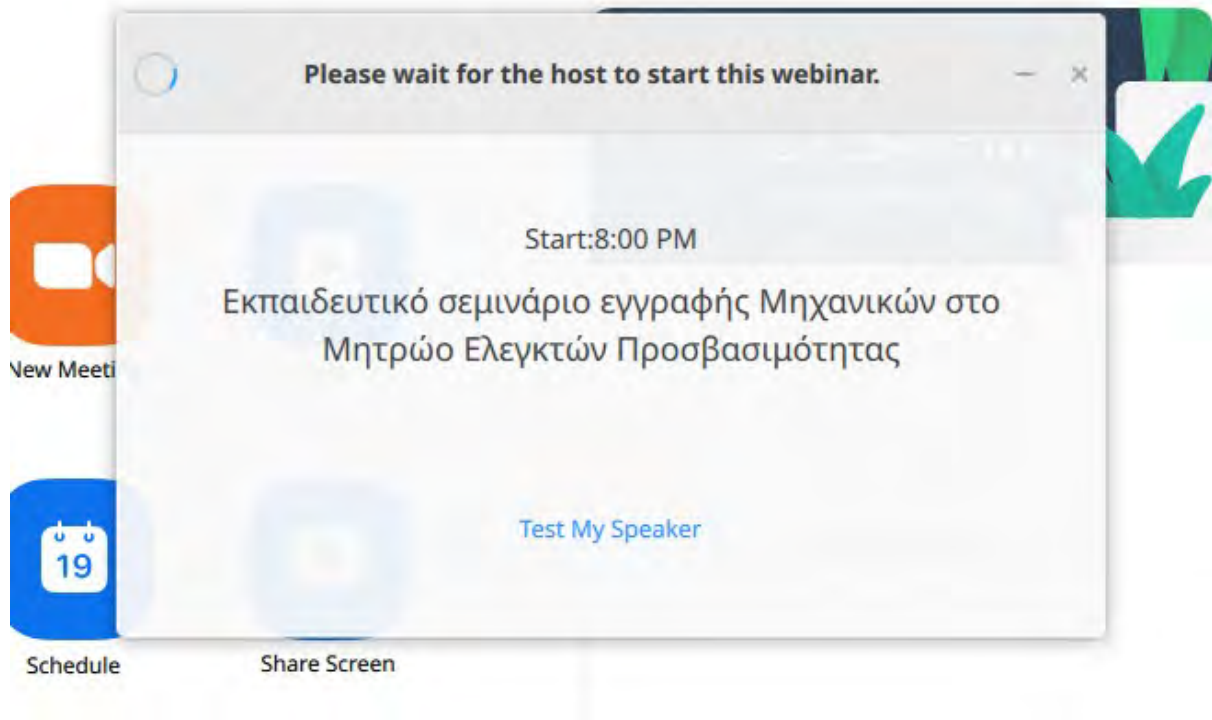 Please wait for the host to start this webinar.
Start:8:00 PM
Εκπαιδευτικό σεμινάριο εγγραφής Μηχανικών στο
Μητρώο Ελεγκτών Προσβασιμότητας
New Meeti
Test My Speaker
19
Schedule
Share Screen